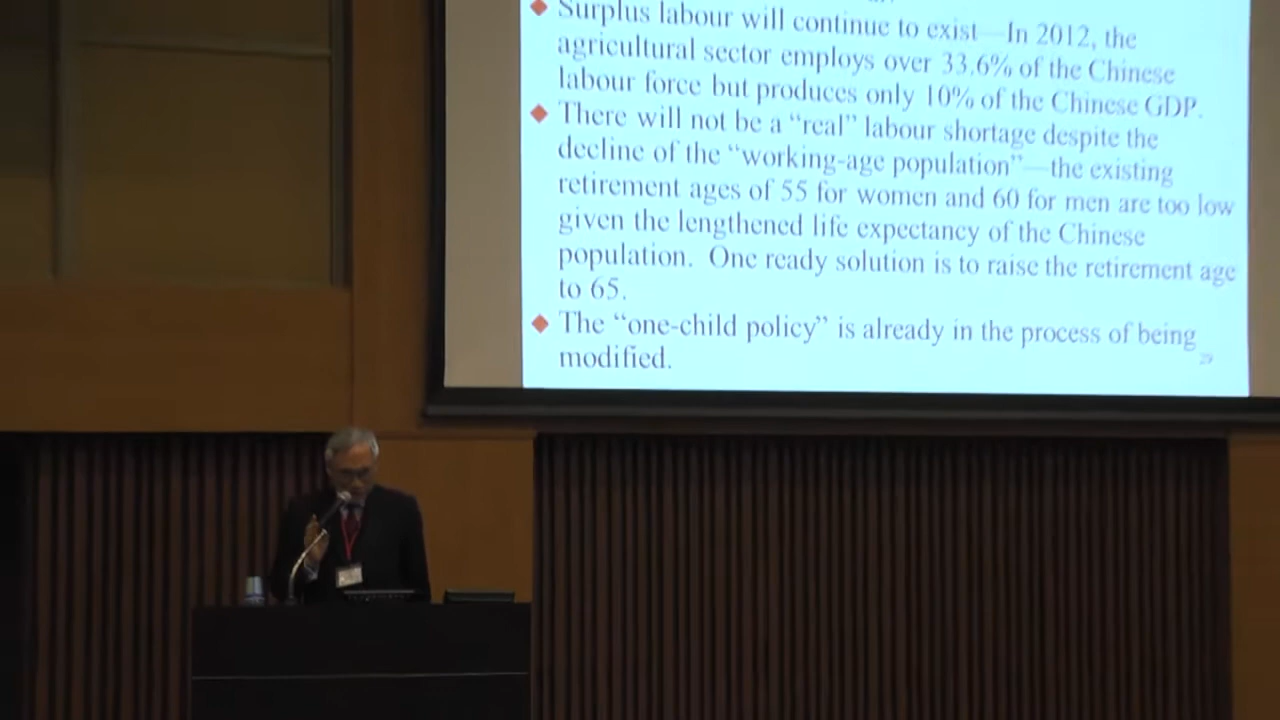 Surplus labour will continue to exist—In 2012, the
agricultural sector employs over 33.6% of the Chinese
labour force but produces only 10% of the Chinese GDP.
There will not be a “real” labour shortage despite the
decline of the “working-age population”—the existing
retirement ages of 55 for women and 60 for men are too low
given the lengthened life expectancy of the Chinese
population. One ready solution is to raise the retirement age
to 65.
The “one-child policy” is already in the process of being
modified.
29